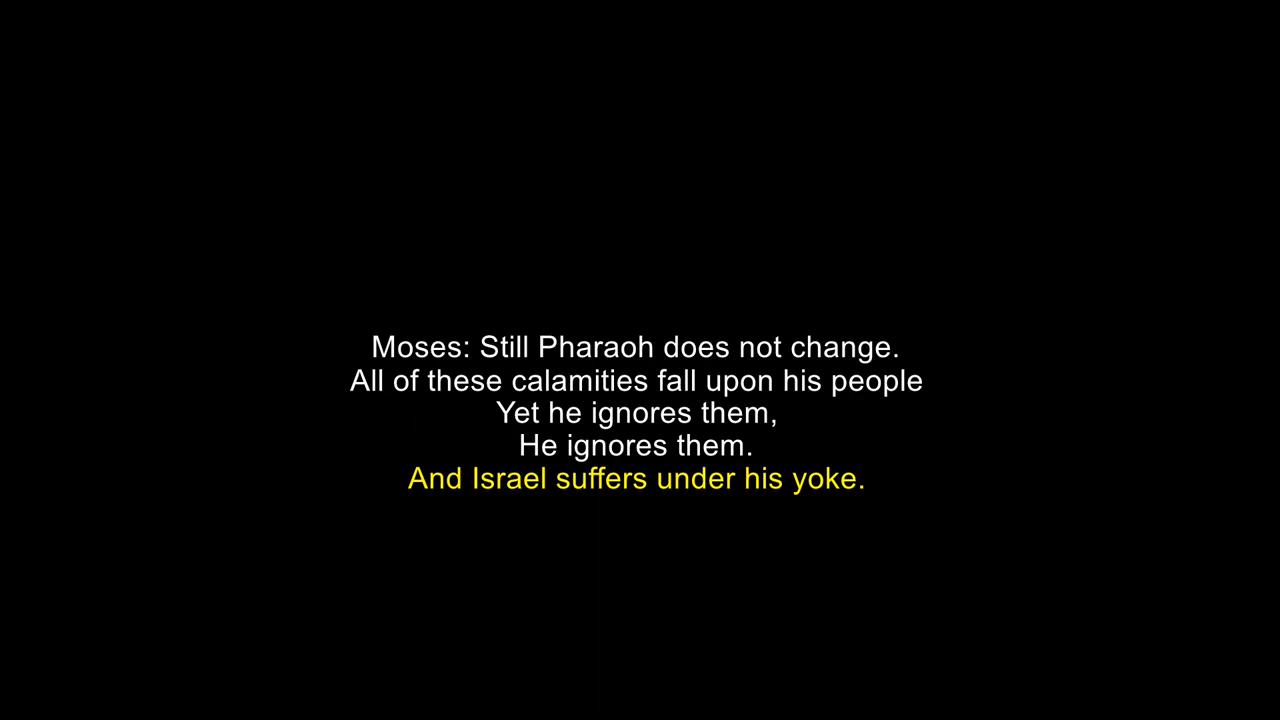 Moses: Still Pharaoh does not change.
All of these calamities fall upon his people
Yet he ignores them,
He ignores them.
And Israel suffers under his yoke.